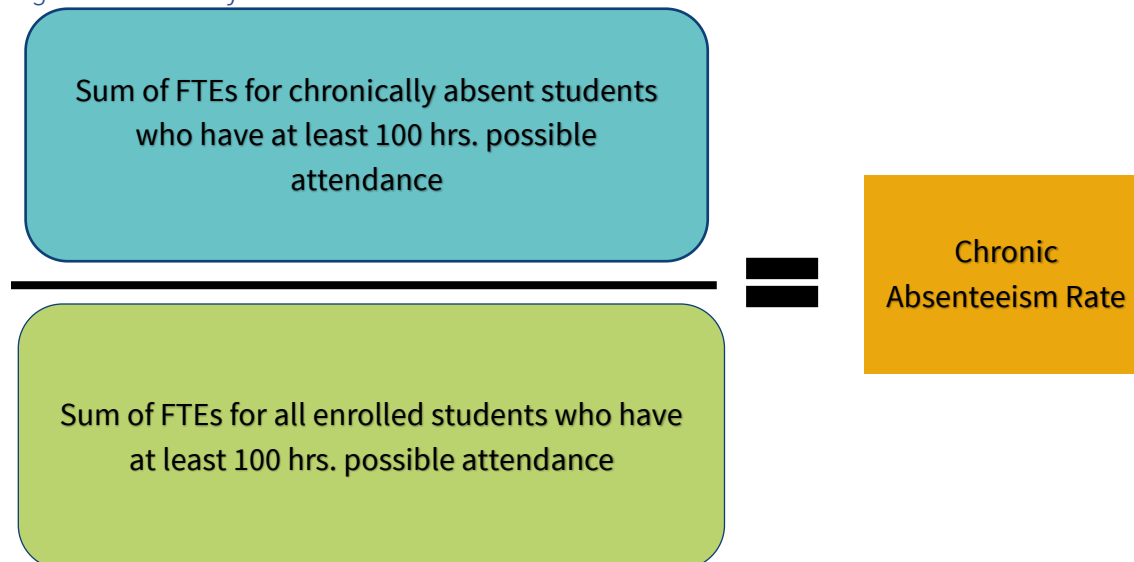 Sum of FTEs for chronically absent students
who have at least 100 hrs. possible
attendance
Chronic
Absenteeism Rate
Sum of FTEs for all enrolled students who have
at least 100 hrs. possible attendance